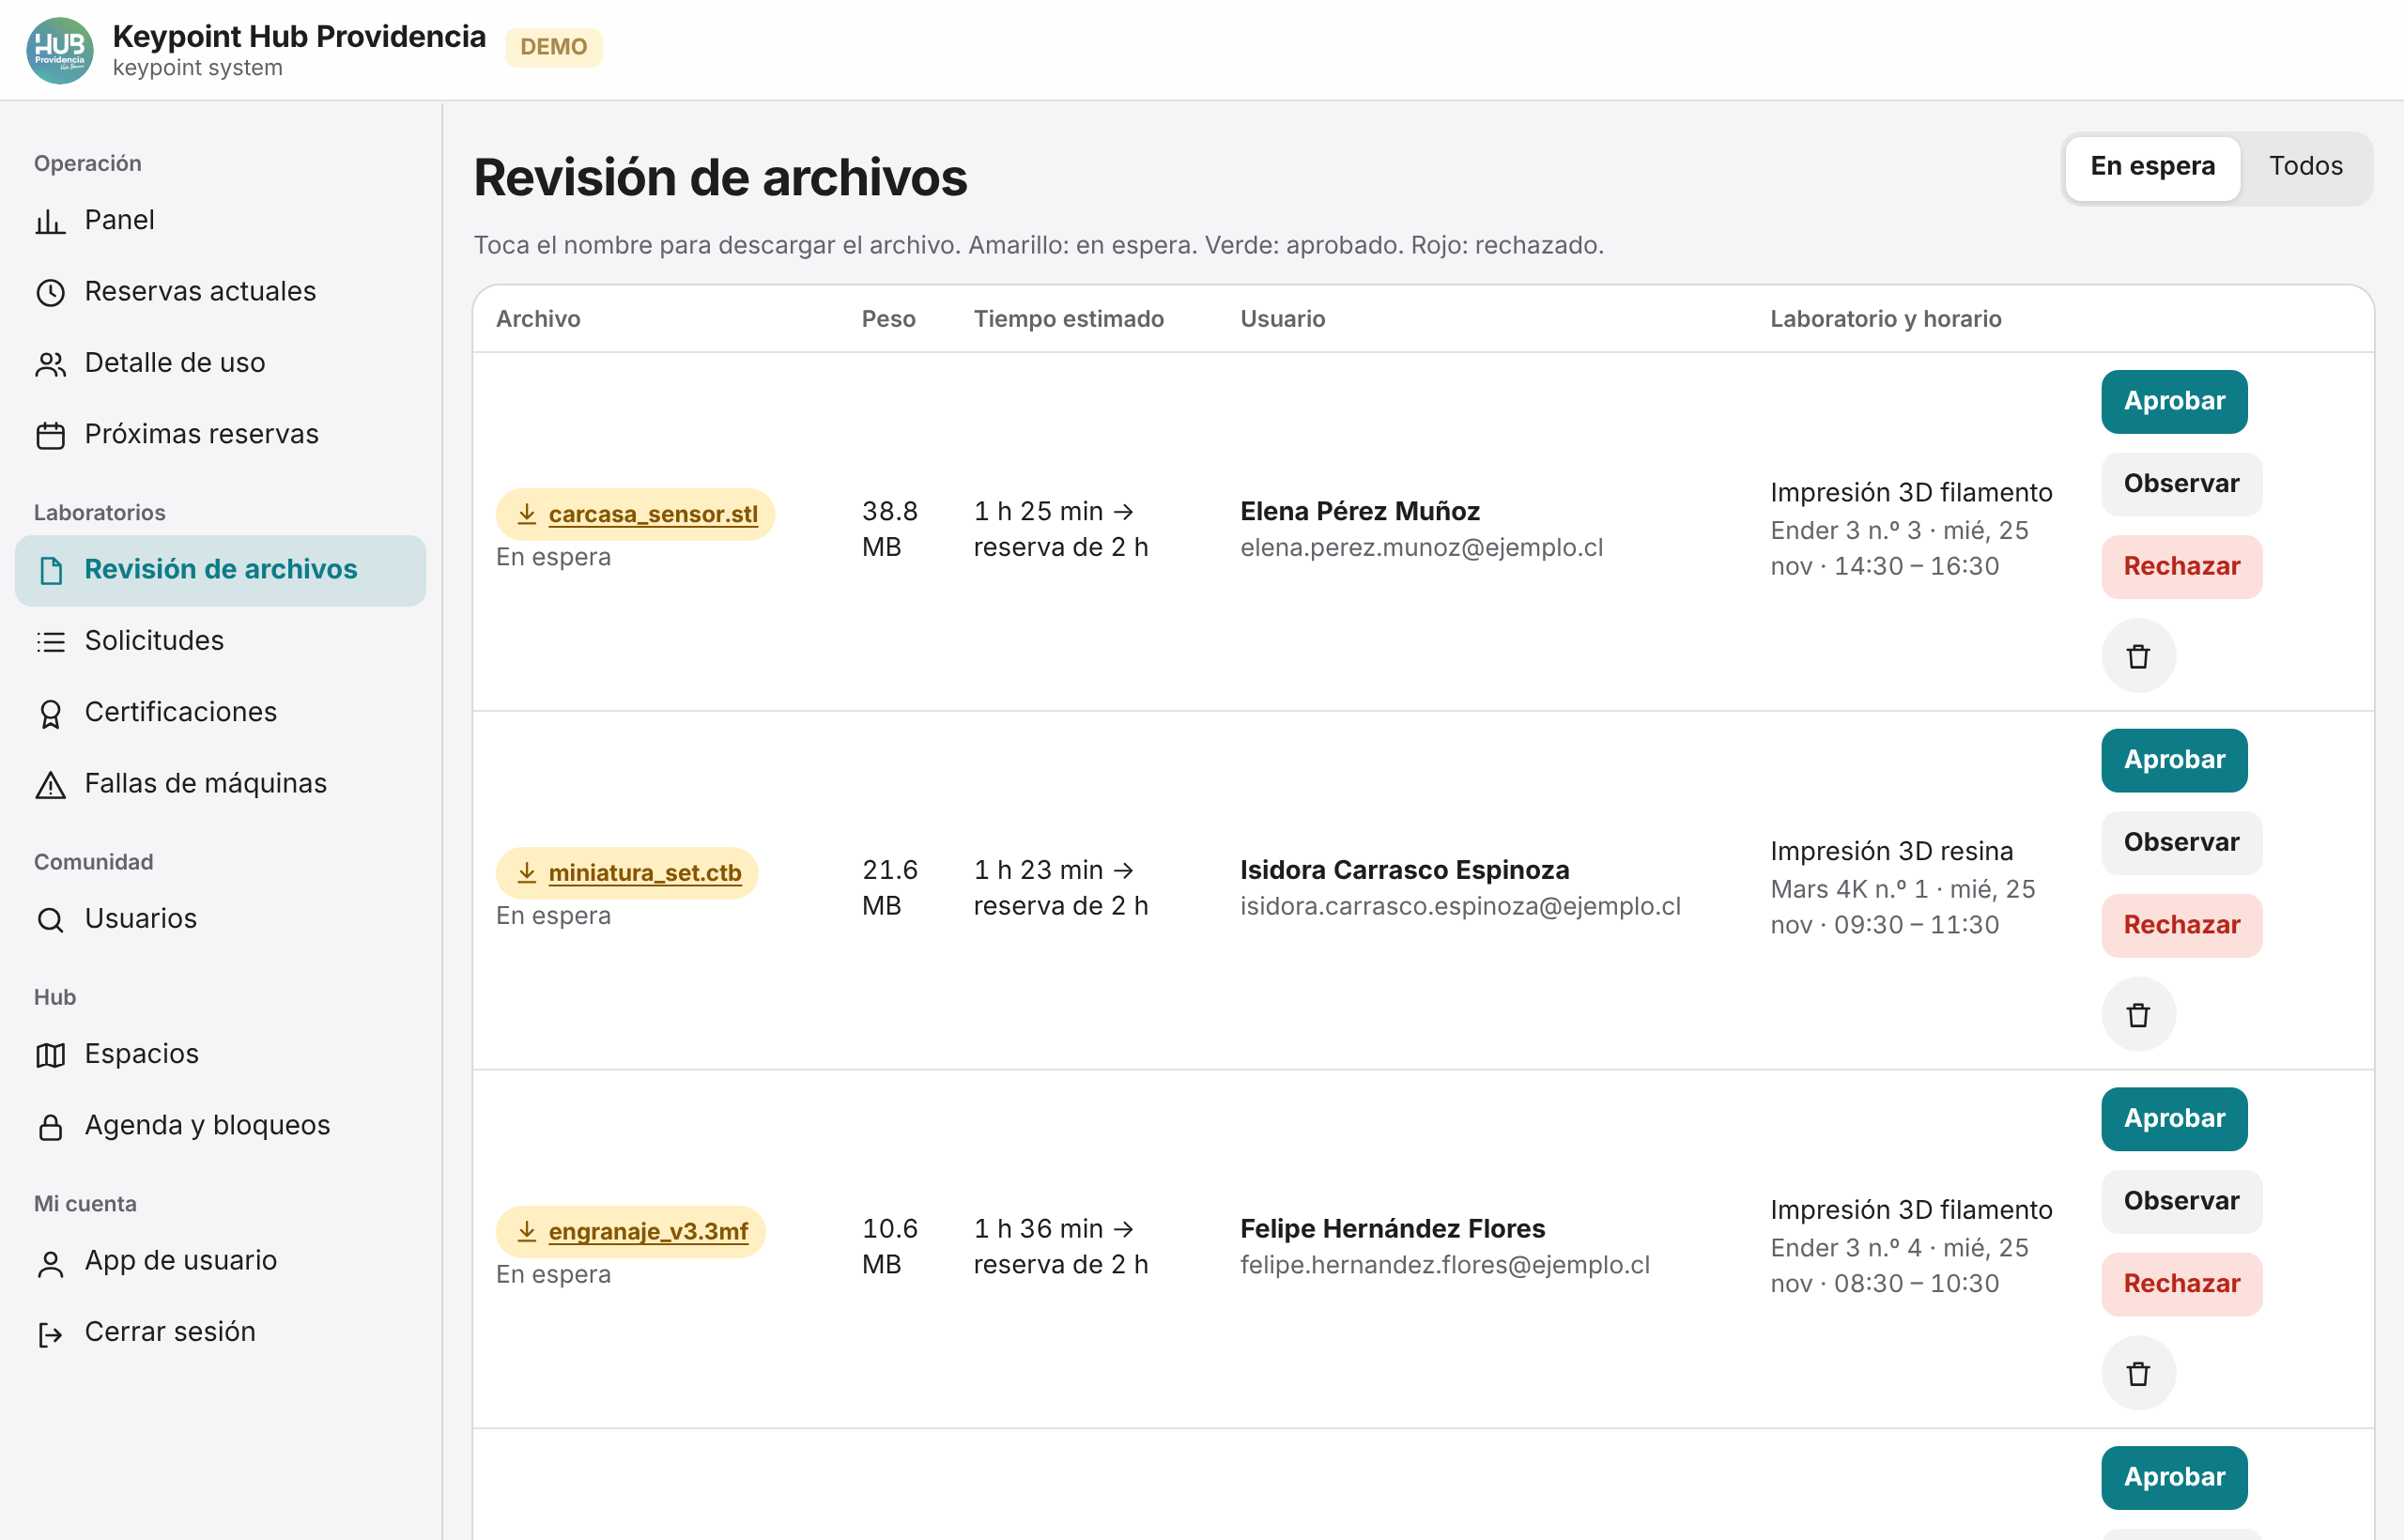 HUB
Providencia
Keypoint Hub Providencia
keypoint system
DEMO
Operación
Panel
Reservas actuales
Detalle de uso
Próximas reservas
Laboratorios
Revisión de archivos
Solicitudes
Certificaciones
Fallas de máquinas
Comunidad
Usuarios
Hub
Espacios
Agenda y bloqueos
Mi cuenta
App de usuario
Cerrar sesión
Revisión de archivos
En espera
Todos
Toca el nombre para descargar el archivo. Amarillo: en espera. Verde: aprobado. Rojo: rechazado.
Archivo
Peso
Tiempo estimado
Usuario
Laboratorio y horario
carcasa_sensor.stl
En espera
38.8
MB
1 h 25 min →
reserva de 2 h
Elena Pérez Muñoz
elena.perez.munoz@ejemplo.cl
Impresión 3D filamento
Ender 3 n.º 3 · mié, 25
nov · 14:30 – 16:30
Aprobar
Observar
Rechazar
miniatura_set.ctb
En espera
21.6
MB
1 h 23 min →
reserva de 2 h
Isidora Carrasco Espinoza
isidora.carrasco.espinoza@ejemplo.cl
Impresión 3D resina
Mars 4K n.º 1 · mié, 25
nov · 09:30 – 11:30
Aprobar
Observar
Rechazar
engranaje_v3.3mf
En espera
10.6
MB
1 h 36 min →
reserva de 2 h
Felipe Hernández Flores
felipe.hernandez.flores@ejemplo.cl
Impresión 3D filamento
Ender 3 n.º 4 · mié, 25
nov · 08:30 – 10:30
Aprobar
Observar
Rechazar
Aprobar